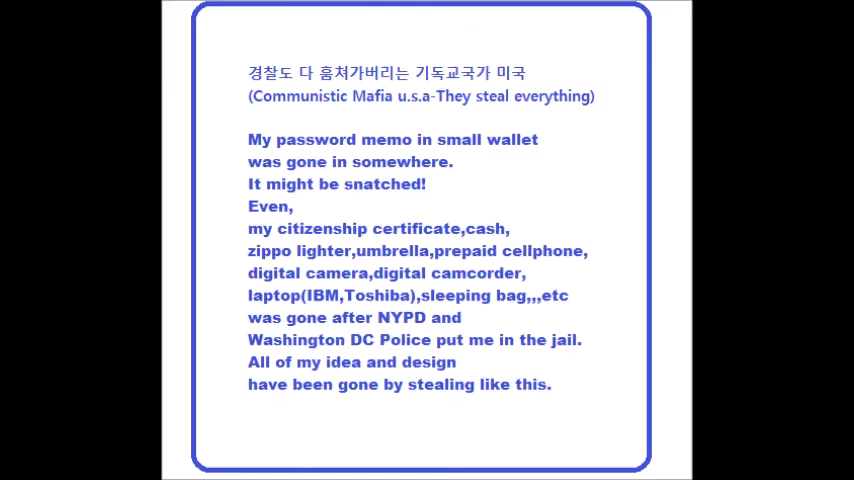 경찰도 다 훔쳐가버리는 기독교국가 미국
(Communistic Mafia u.s.a-They steal everything)
My password memo in small wallet
was gone in somewhere.
It might be snatched!
Even,
my citizenship certificate,cash,
zippo lighter,umbrella,prepaid cellphone,
digital camera,digital camcorder,
laptop(IBM,Toshiba),sleeping bag,,,etc
was gone after NYPD and
Washington DC Police put me in the jail.
All of my idea and design
have been gone by stealing like this.